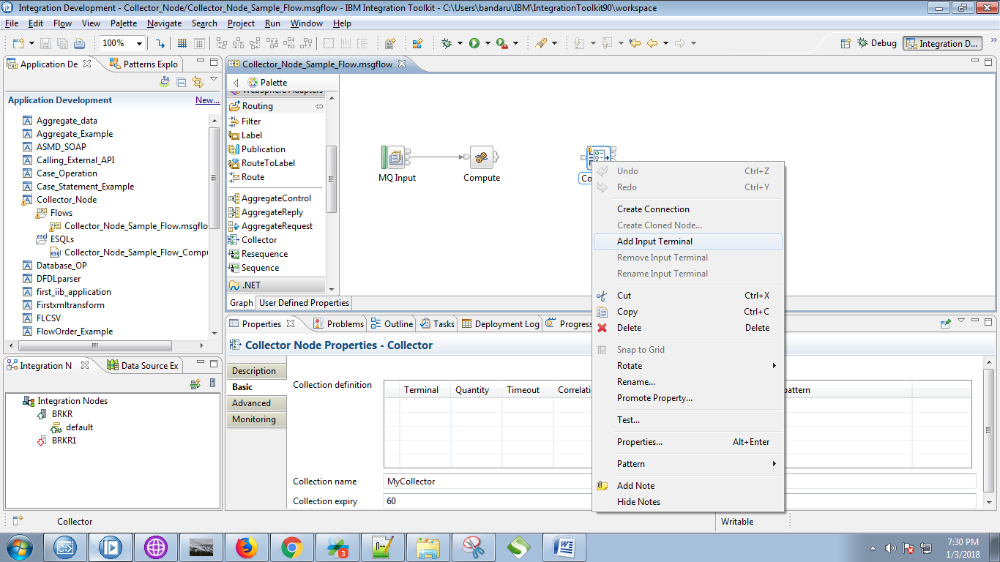 Integration Development - Collector_Node/Collector_Node_Sample_Flow.msgflow - IBM Integration Toolkit - C:\Users\bandaru\IBM\IntegrationToolkit90\workspace
File Edit Flow View Palette Navigate Search Project Run Window Help
100%
Debug
Integration D...
Application De
Patterns Explo
Application Development
New...
Aggregate_data
Aggregate_Example
ASMD_SOAP
Calling_External_API
Case_Operation
Case_Statement_Example
Collector_Node
Flows
Collector_Node_Sample_Flow.msgflo
esql ESQLs
esql Collector_Node_Sample_Flow_Compu
Database_OP
DFDLparser
first_iib_application
Firstxmltransform
FLCSV
FlowOrder_Example
Integration N
Data Source Ex
Integration Nodes
BRKR
default
BRKR1
Collector_Node_Sample_Flow.msgflow
Palette
WebSphere Adapters
Routing
Filter
Label
Publication
RouteToLabel
Route
AggregateControl
AggregateReply
AggregateRequest
Collector
Resequence
Sequence
.NET
Graph
User Defined Properties
MQ Input
Compute
Co
Undo Ctrl+Z
Redo Ctrl+Y
Create Connection
Create Cloned Node...
Add Input Terminal
Remove Input Terminal
Rename Input Terminal
Cut Ctrl+X
Copy Ctrl+C
Delete Delete
Snap to Grid
Rotate
Rename...
Promote Property...
Test...
Properties... Alt+Enter
Pattern
Add Note
Hide Notes
Properties
Problems
Outline
Tasks
Deployment Log
Progress
Collector Node Properties - Collector
Description
Basic
Advanced
Monitoring
Collection definition
Terminal Quantity Timeout Correlati pattern
Collection name MyCollector
Collection expiry 60
Collector
Writable
3
7:30 PM
1/3/2018